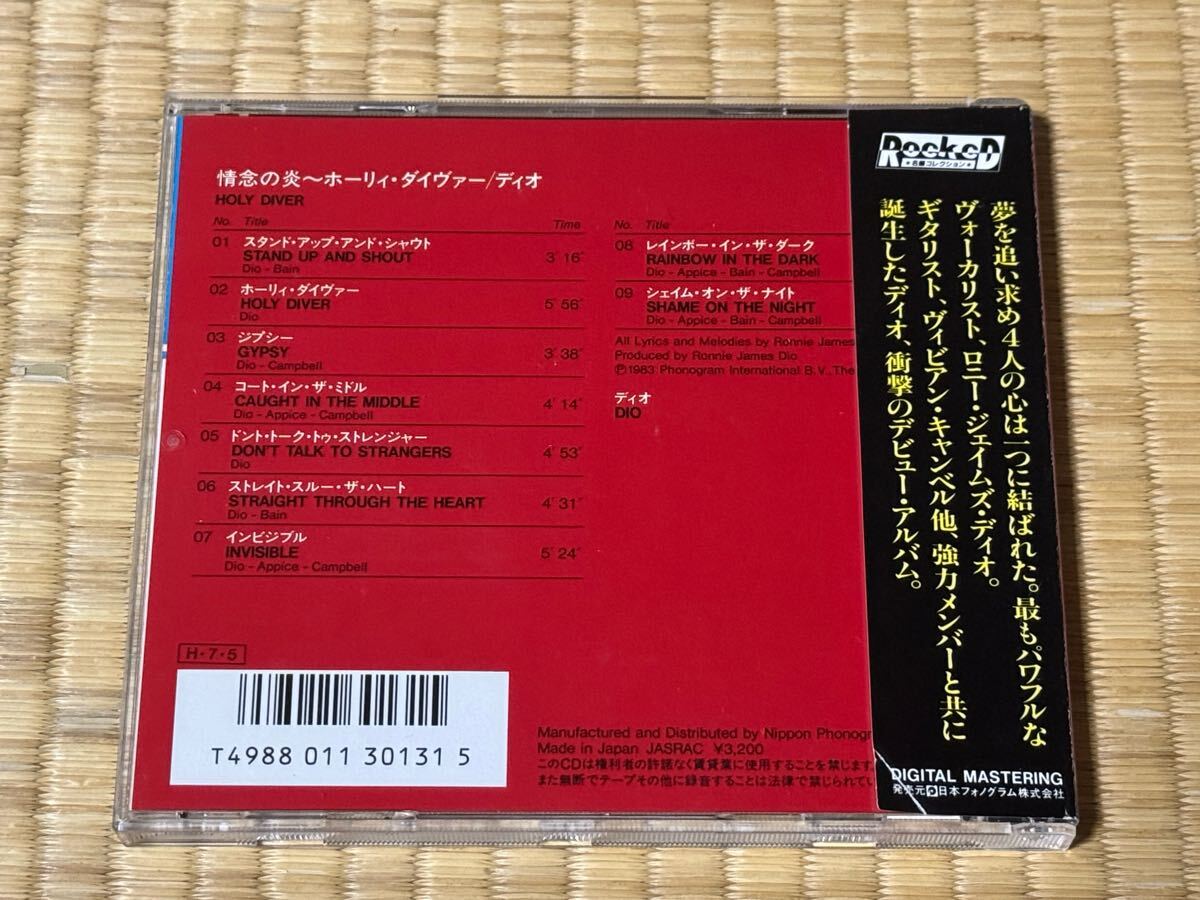 情念の炎～ホーリィ・ダイヴァー/ディオ
HOLY DIVER
No. Title Time
01 スタンド・アップ・アンド・シャウト
STAND UP AND SHOUT 3'16"
Dio - Bain
02 ホーリィ・ダイヴァー
HOLY DIVER 5'56"
Dio
03 ジプシー
GYPSY 3'38"
Dio - Campbell
04 コート・イン・ザ・ミドル
CAUGHT IN THE MIDDLE 4'14"
Dio - Appice - Campbell
05 ドント・トーク・トゥ・ストレンジャー
DON'T TALK TO STRANGERS 4'53"
Dio
06 ストレイト・スルー・ザ・ハート
STRAIGHT THROUGH THE HEART 4'31"
Dio - Bain
07 インビジブル
INVISIBLE 5'24"
Dio - Appice - Campbell
No. Title
08 レインボー・イン・ザ・ダーク
RAINBOW IN THE DARK
Dio - Appice - Bain - Campbell
09 シェイム・オン・ザ・ナイト
SHAME ON THE NIGHT
Dio - Appice - Bain - Campbell
All Lyrics and Melodies by Ronnie James
Produced by Ronnie James Dio
℗1983 Phonogram International B.V., The
ディオ
DIO
H・7・5
T4988 011 30131 5
Manufactured and Distributed by Nippon Phonogr
Made in Japan JASRAC ¥3,200
このCDは権利者の許諾なく賃貸業に使用することを禁じます
また無断でテープその他に録音することは法律で禁じられてい
RockCD
★名盤コレクション★
夢を追い求め4人の心は一つに結ばれた。最もパワフルな
ヴォーカリスト、ロニー・ジェイムズ・ディオ。
ギタリスト、ヴィビアン・キャンベル他、強力メンバーと共に
誕生したディオ、衝撃のデビュー・アルバム。
DIGITAL MASTERING
発売元 日本フォノグラム株式会社